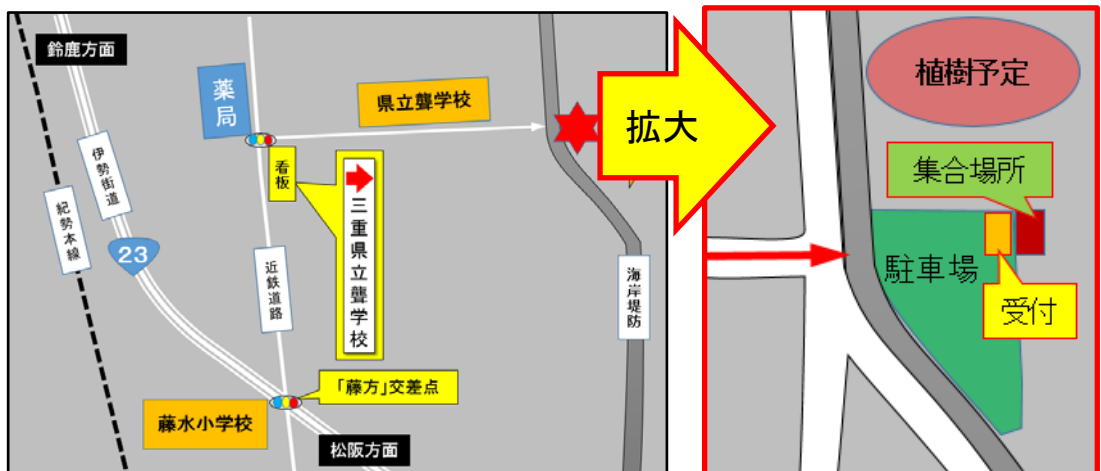 鈴鹿方面
薬局
県立聾学校
伊勢街道
紀勢本線
23
看板
三重県立聾学校
近鉄道路
海岸堤防
「藤方」交差点
藤水小学校
松阪方面
拡大
植樹予定
集合場所
駐車場
受付